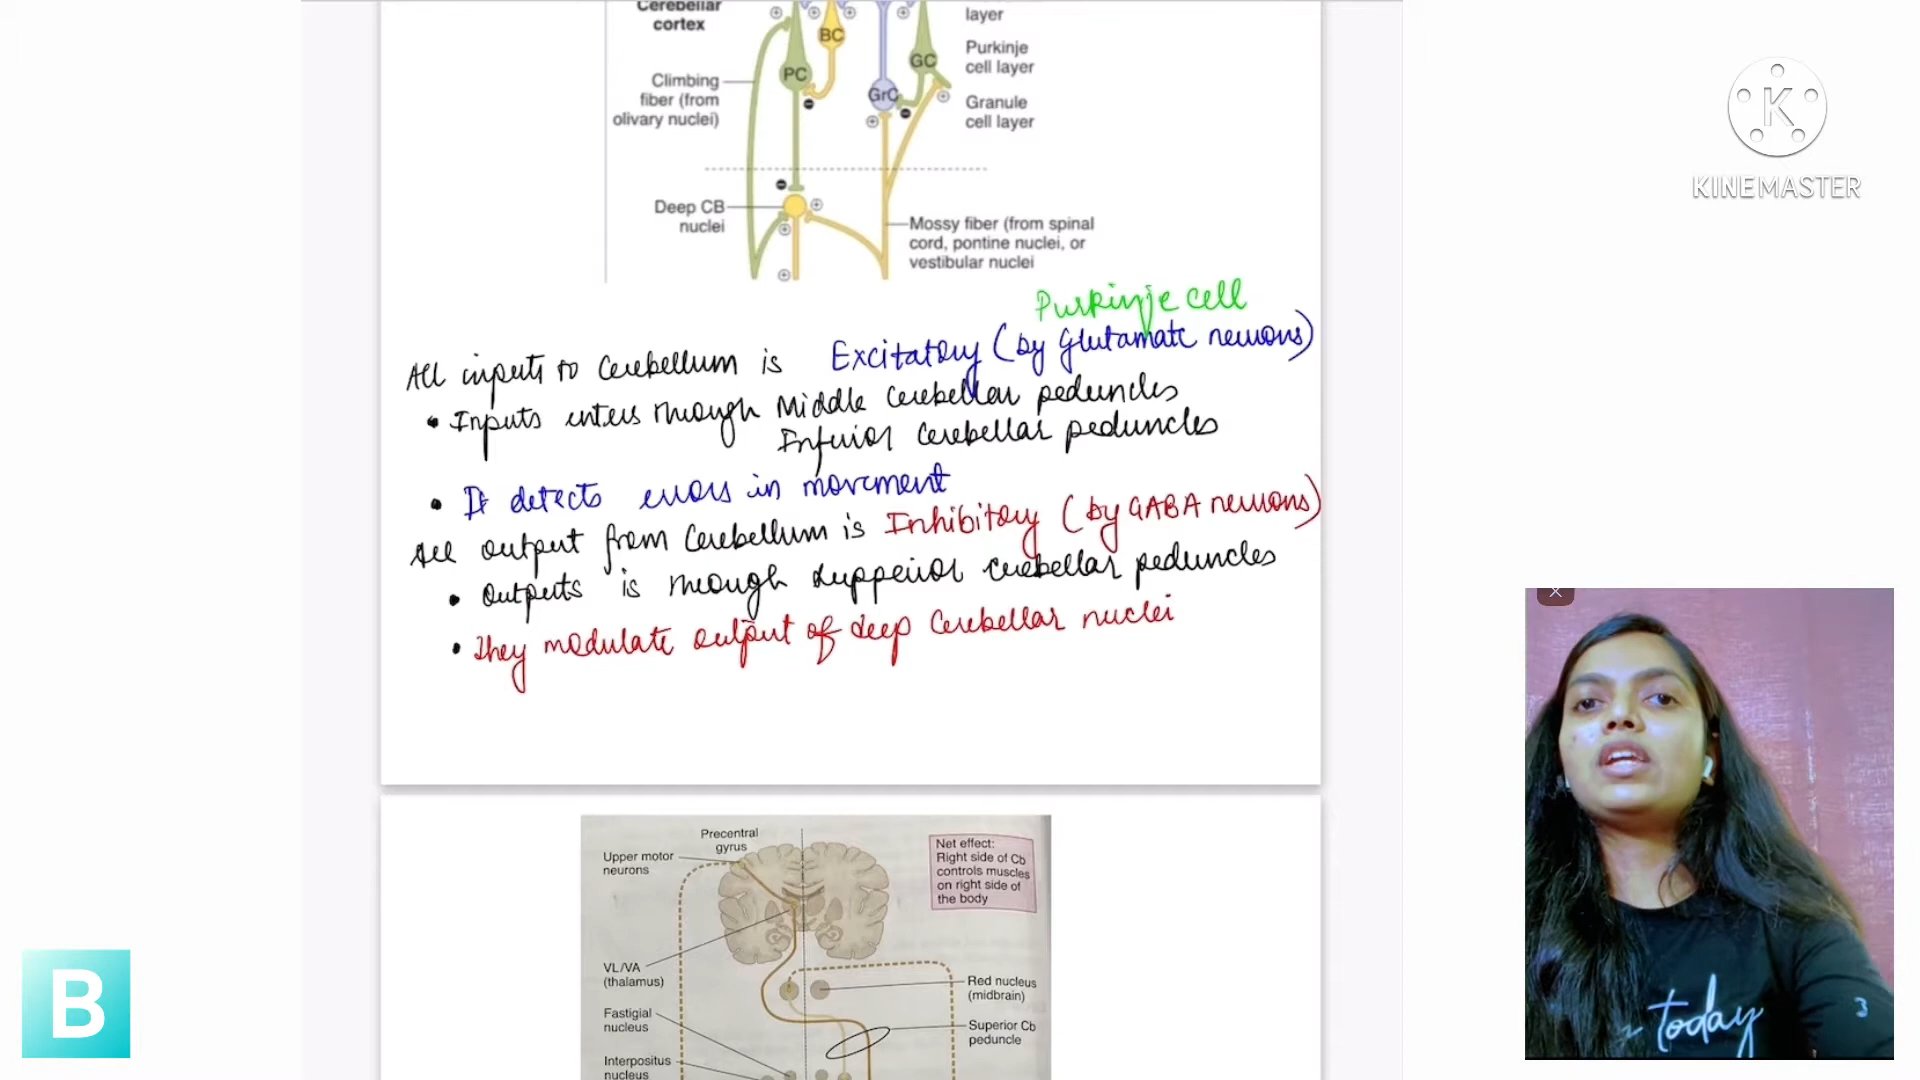 Cerebellar
cortex
layer
BC
Purkinje
cell layer
GC
PC
Climbing
fiber (from
olivary nuclei)
GrC
Granule
cell layer
Deep CB
nuclei
Mossy fiber (from spinal
cord, pontine nuclei, or
vestibular nuclei
Purkinje cell
All inputs to Cerebellum is Excitatory (by Glutamate neurons)
• Inputs enters through Middle Cerebellar peduncles
Inferior Cerebellar peduncles
• It detects errors in movement
All output from Cerebellum is Inhibitory (by GABA neurons)
• Outputs is through supperior cerebellar peduncles
• They modulate output of deep Cerebellar nuclei
Precentral
gyrus
Upper motor
neurons
Net effect:
Right side of Cb
controls muscles
on right side of
the body
VL/VA
(thalamus)
Red nucleus
(midbrain)
Fastigial
nucleus
Superior Cb
peduncle
Interpositus
nucleus
K
KINEMASTER
B
today